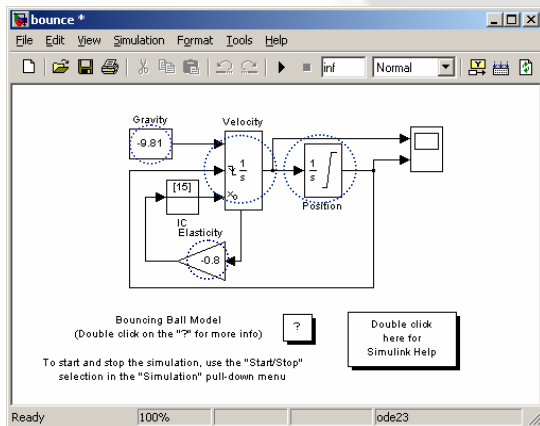 bounce *
File Edit View Simulation Format Tools Help
inf Normal
Gravity
-9.81
Velocity
1
s
x0
1
s
Position
[15]
IC
Elasticity
-0.8
Bouncing Ball Model
(Double click on the "?" for more info)
?
Double click
here for
Simulink Help
To start and stop the simulation, use the "Start/Stop"
selection in the "Simulation" pull-down menu
Ready 100% ode23